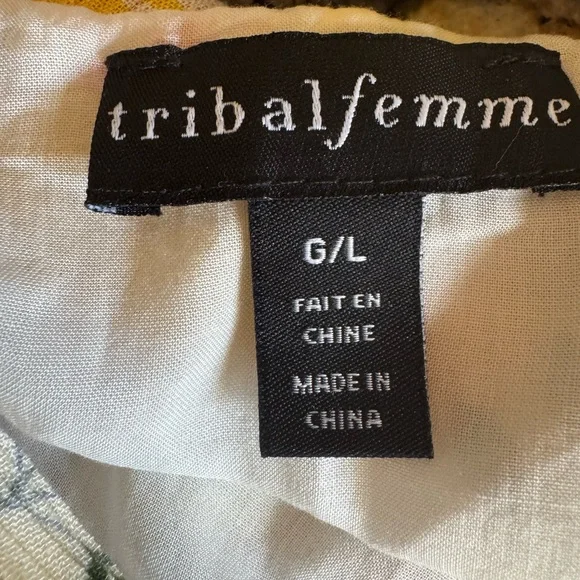 tribalfemme
G/L
FAIT EN
CHINE
MADE IN
CHINA